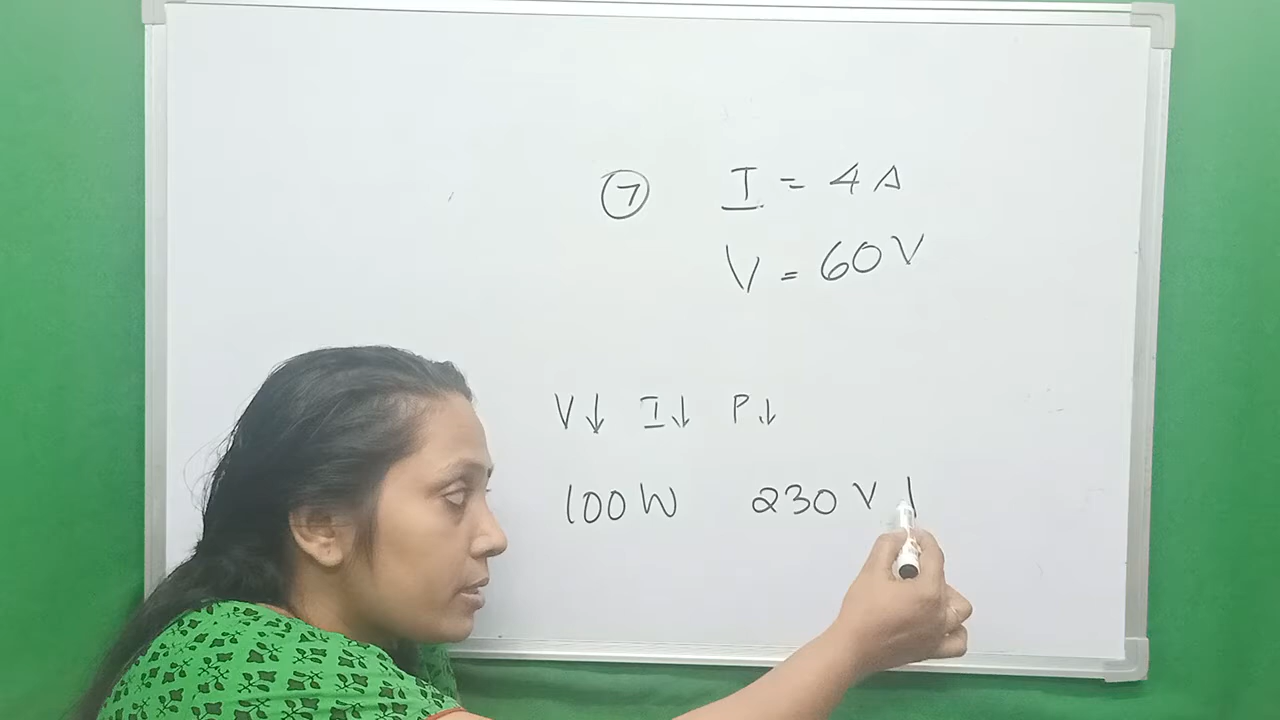 ⑦ I = 4A
V = 60V
V↓ I↓ P↓
100W 230V